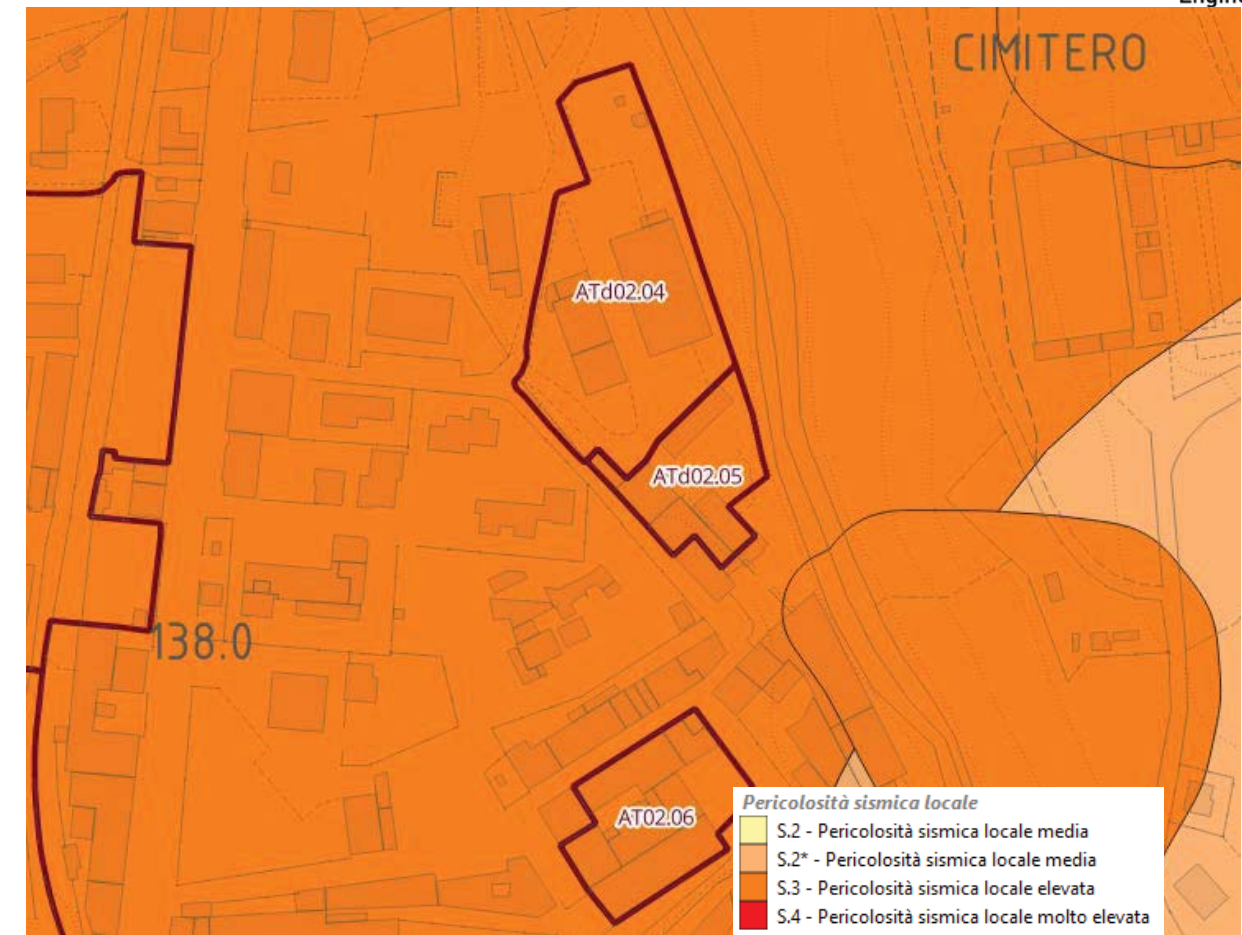 CIMITERO
ATd02.04
ATd02.05
138.0
AT02.06
Pericolosità sismica locale
S.2 - Pericolosità sismica locale media
S.2* - Pericolosità sismica locale media
S.3 - Pericolosità sismica locale elevata
S.4 - Pericolosità sismica locale molto elevata